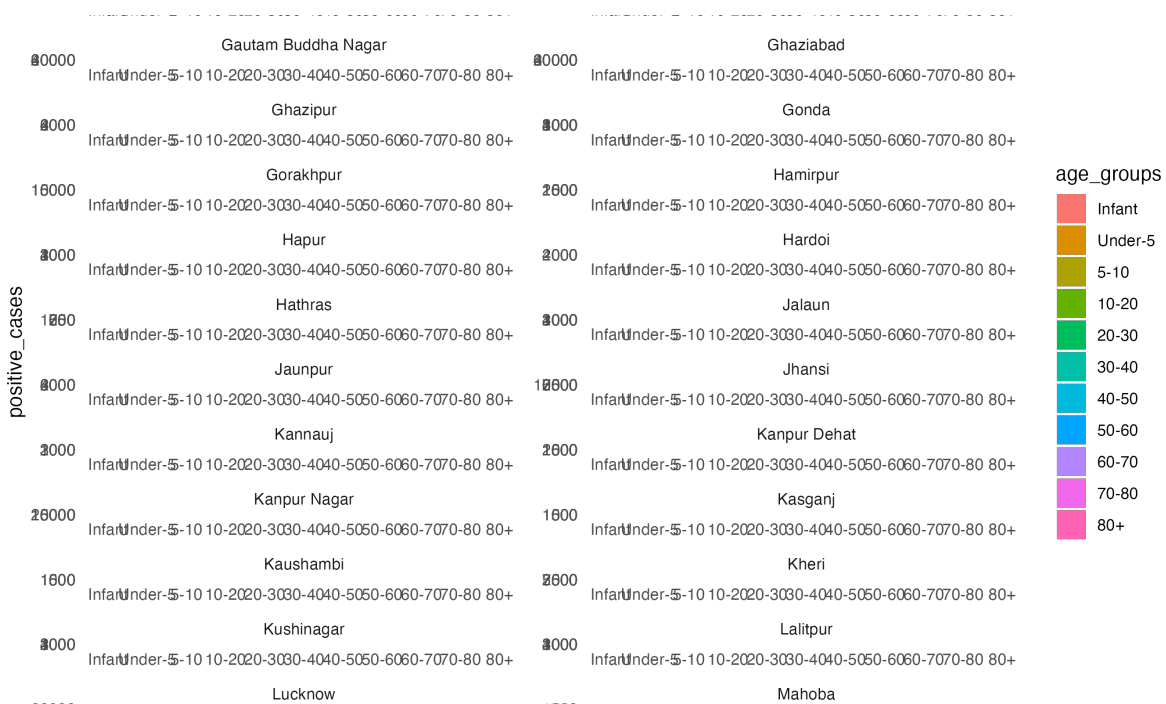 Gautam Buddha Nagar Ghaziabad
Infant Under-5 5-10 10-20 20-30 30-40 40-50 50-60 60-70 70-80 80+ Infant Under-5 5-10 10-20 20-30 30-40 40-50 50-60 60-70 70-80 80+
Ghazipur Gonda
Infant Under-5 5-10 10-20 20-30 30-40 40-50 50-60 60-70 70-80 80+ Infant Under-5 5-10 10-20 20-30 30-40 40-50 50-60 60-70 70-80 80+
Gorakhpur Hamirpur
Infant Under-5 5-10 10-20 20-30 30-40 40-50 50-60 60-70 70-80 80+ Infant Under-5 5-10 10-20 20-30 30-40 40-50 50-60 60-70 70-80 80+
Hapur Hardoi
Infant Under-5 5-10 10-20 20-30 30-40 40-50 50-60 60-70 70-80 80+ Infant Under-5 5-10 10-20 20-30 30-40 40-50 50-60 60-70 70-80 80+
Hathras Jalaun
Infant Under-5 5-10 10-20 20-30 30-40 40-50 50-60 60-70 70-80 80+ Infant Under-5 5-10 10-20 20-30 30-40 40-50 50-60 60-70 70-80 80+
Jaunpur Jhansi
Infant Under-5 5-10 10-20 20-30 30-40 40-50 50-60 60-70 70-80 80+ Infant Under-5 5-10 10-20 20-30 30-40 40-50 50-60 60-70 70-80 80+
Kannauj Kanpur Dehat
Infant Under-5 5-10 10-20 20-30 30-40 40-50 50-60 60-70 70-80 80+ Infant Under-5 5-10 10-20 20-30 30-40 40-50 50-60 60-70 70-80 80+
Kanpur Nagar Kasganj
Infant Under-5 5-10 10-20 20-30 30-40 40-50 50-60 60-70 70-80 80+ Infant Under-5 5-10 10-20 20-30 30-40 40-50 50-60 60-70 70-80 80+
Kaushambi Kheri
Infant Under-5 5-10 10-20 20-30 30-40 40-50 50-60 60-70 70-80 80+ Infant Under-5 5-10 10-20 20-30 30-40 40-50 50-60 60-70 70-80 80+
Kushinagar Lalitpur
Infant Under-5 5-10 10-20 20-30 30-40 40-50 50-60 60-70 70-80 80+ Infant Under-5 5-10 10-20 20-30 30-40 40-50 50-60 60-70 70-80 80+
Lucknow Mahoba
positive_cases
age_groups
Infant
Under-5
5-10
10-20
20-30
30-40
40-50
50-60
60-70
70-80
80+